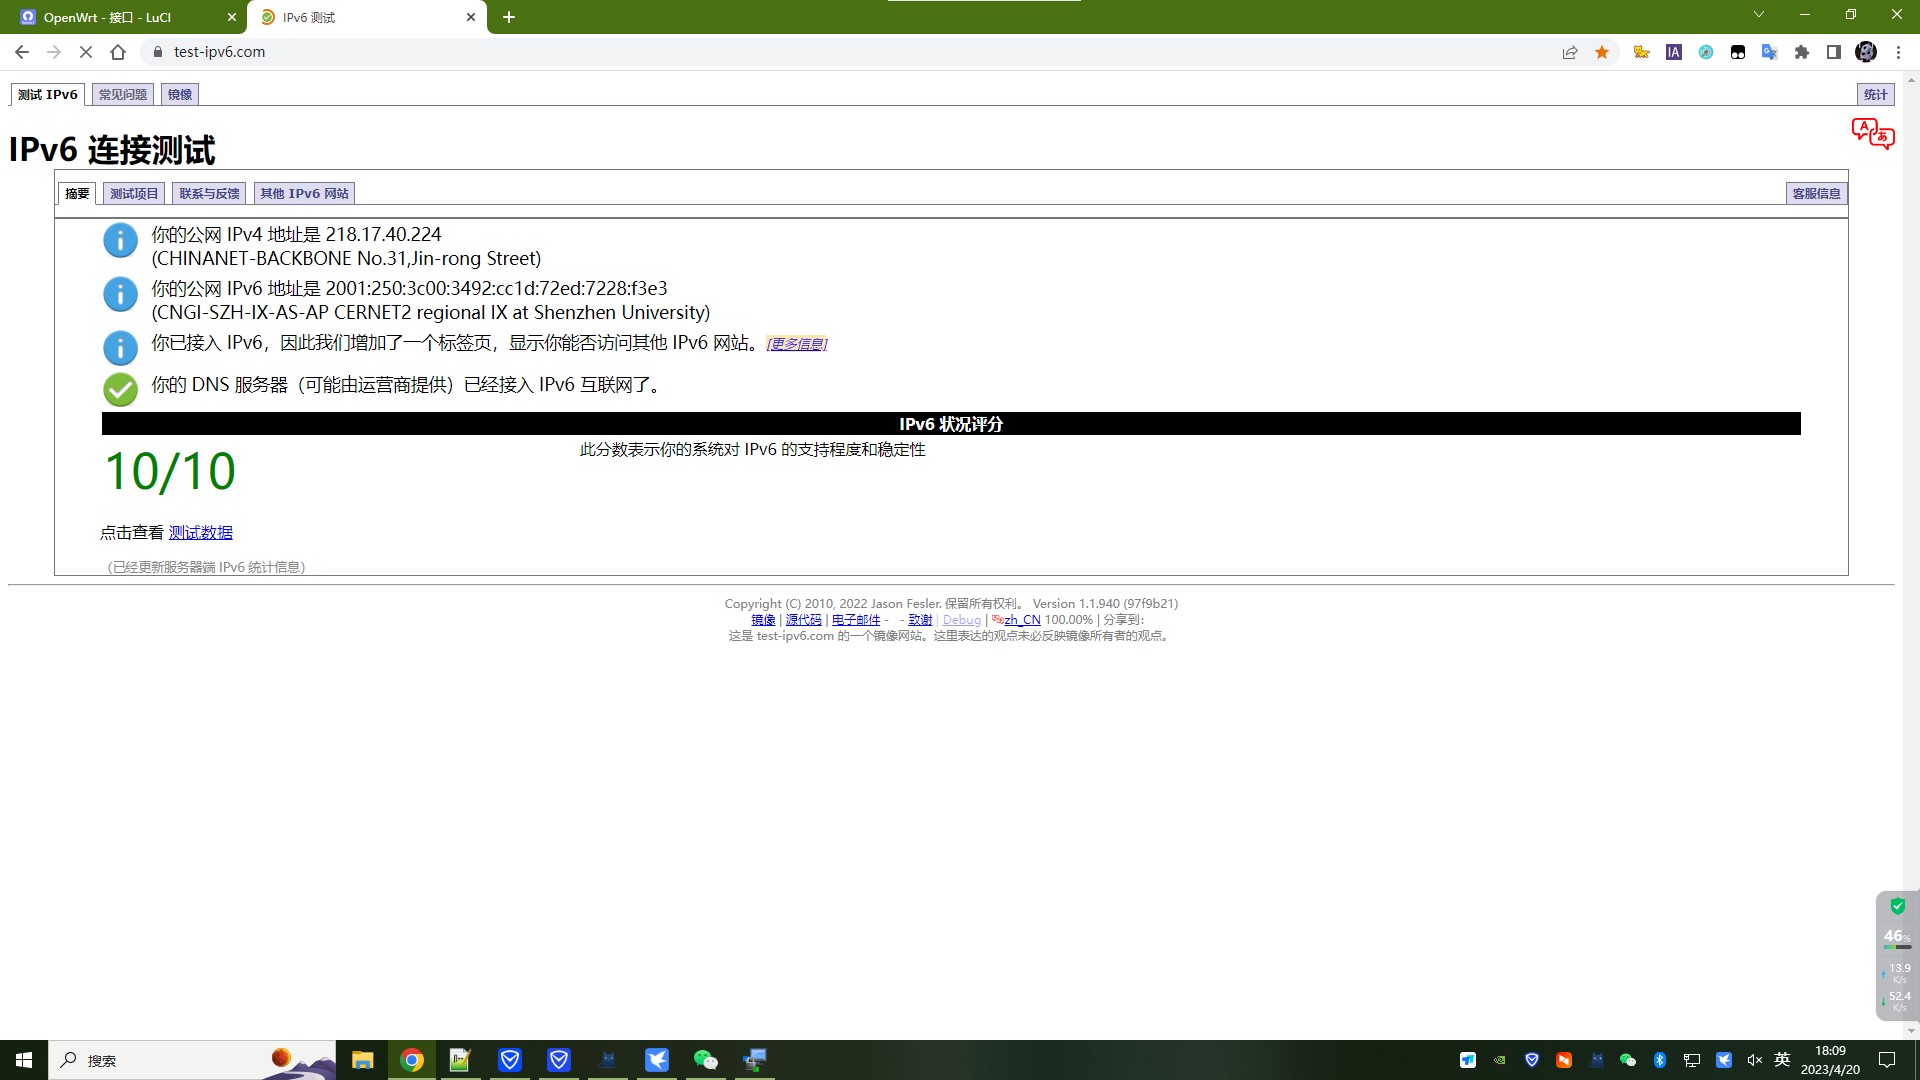 OpenWrt - 接口 - LuCI
IPv6 测试
test-ipv6.com
测试 IPv6
常见问题
镜像
统计
IPv6 连接测试
摘要
测试项目
联系与反馈
其他 IPv6 网站
客服信息
你的公网 IPv4 地址是 218.17.40.224
(CHINANET-BACKBONE No.31,Jin-rong Street)
你的公网 IPv6 地址是 2001:250:3c00:3492:cc1d:72ed:7228:f3e3
(CNGI-SZH-IX-AS-AP CERNET2 regional IX at Shenzhen University)
你已接入 IPv6，因此我们增加了一个标签页，显示你能否访问其他 IPv6 网站。[更多信息]
你的 DNS 服务器（可能由运营商提供）已经接入 IPv6 互联网了。
IPv6 状况评分
10/10
此分数表示你的系统对 IPv6 的支持程度和稳定性
点击查看 测试数据
（已经更新服务器端 IPv6 统计信息）
Copyright (C) 2010, 2022 Jason Fesler. 保留所有权利。 Version 1.1.940 (97f9b21)
镜像 | 源代码 | 电子邮件 -  - 致谢 | Debug | zh_CN 100.00% | 分享到:
这是 test-ipv6.com 的一个镜像网站。这里表达的观点未必反映镜像所有者的观点。
46%
13.9
K/s
52.4
K/s
搜索
英
18:09
2023/4/20